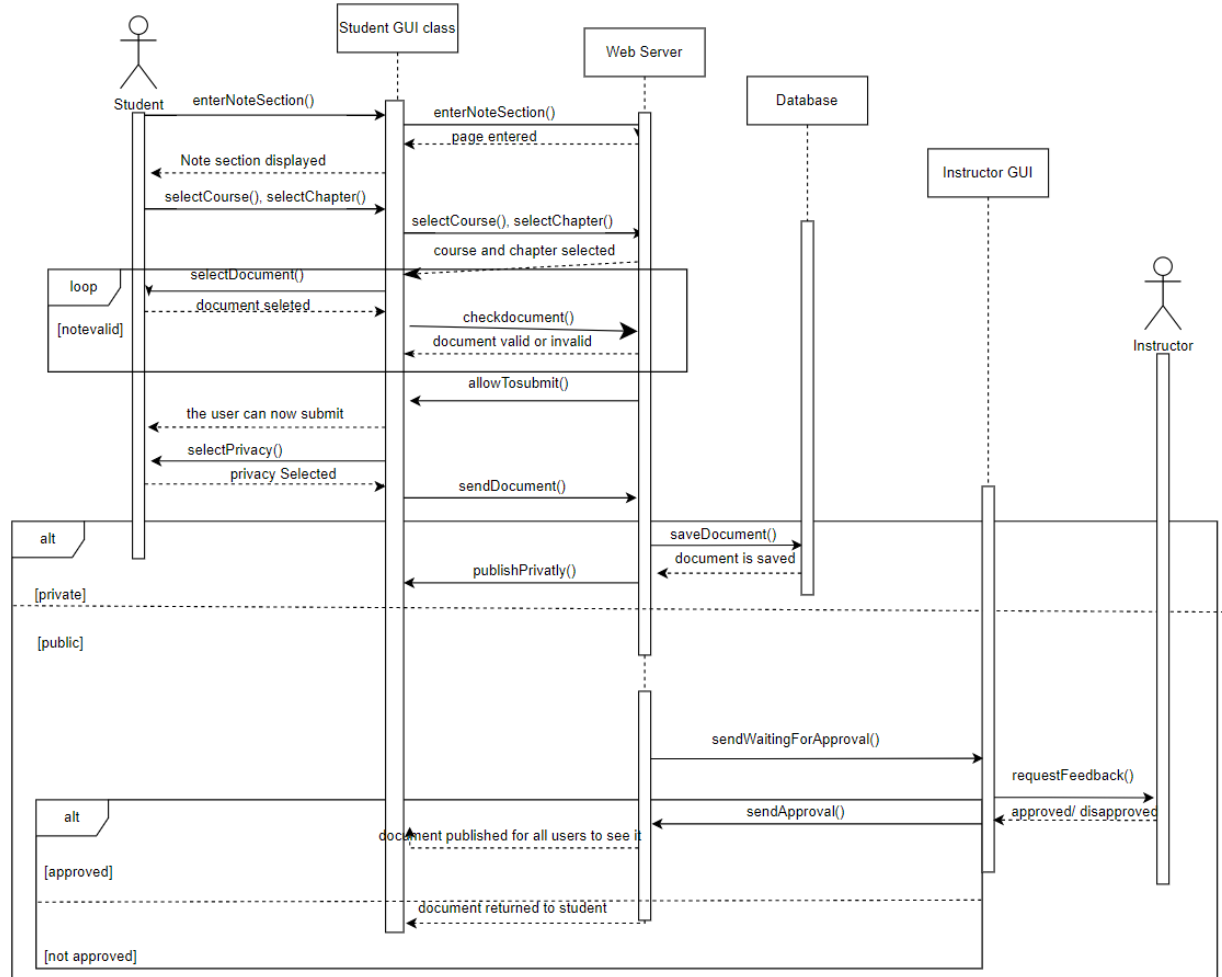 Student GUI class
Web Server
Database
Student
enterNoteSection()
enterNoteSection()
page entered
Note section displayed
Instructor GUI
selectCourse(), selectChapter()
selectCourse(), selectChapter()
course and chapter selected
loop
selectDocument()
document seleted
[notevalid]
checkdocument()
document valid or invalid
Instructor
allowTosubmit()
the user can now submit
selectPrivacy()
privacy Selected
sendDocument()
alt
saveDocument()
document is saved
publishPrivatly()
[private]
[public]
sendWaitingForApproval()
requestFeedback()
alt
sendApproval()
approved/ disapproved
document published for all users to see it
[approved]
document returned to student
[not approved]